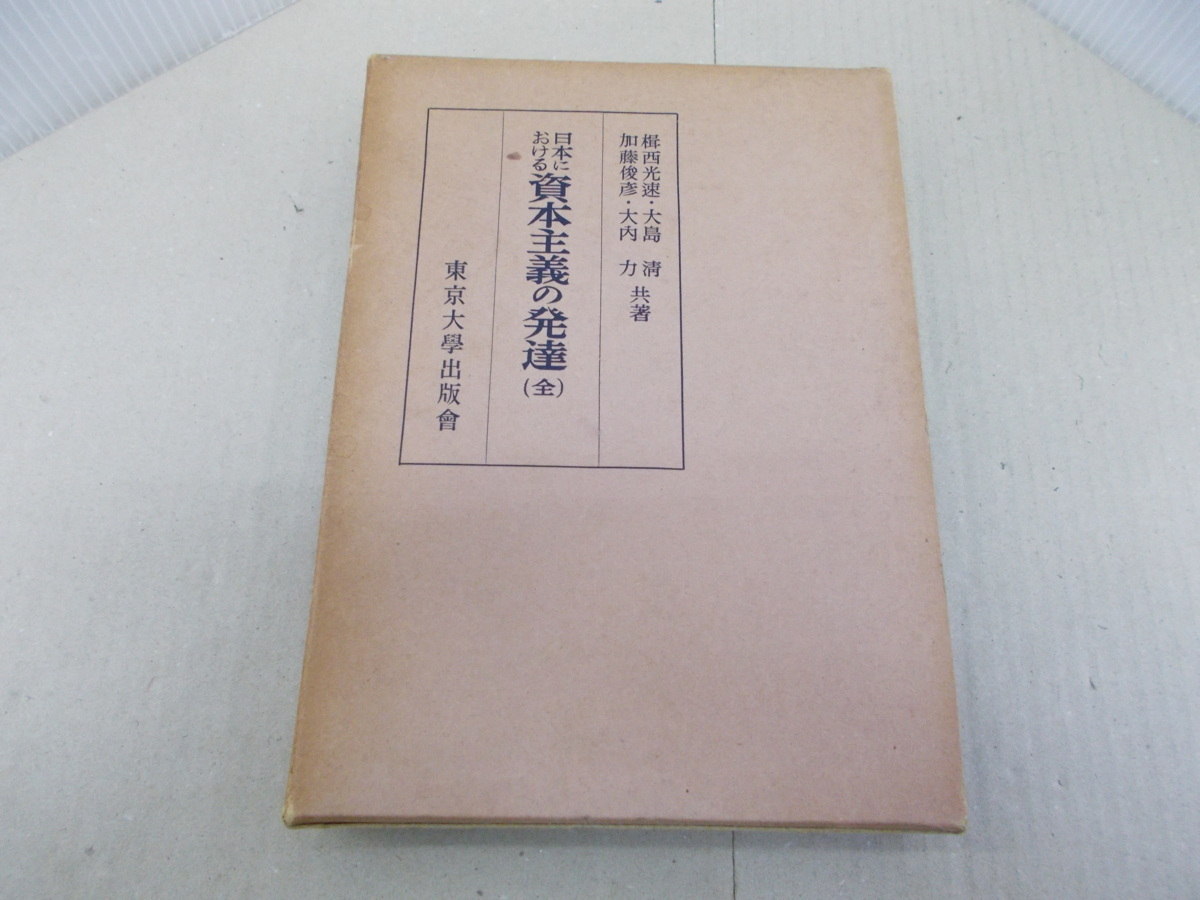 楫西光速・大島 清
加藤俊彦・大内 力
共著
日本に
おける
資本主義の発達(全)
東京大學出版會